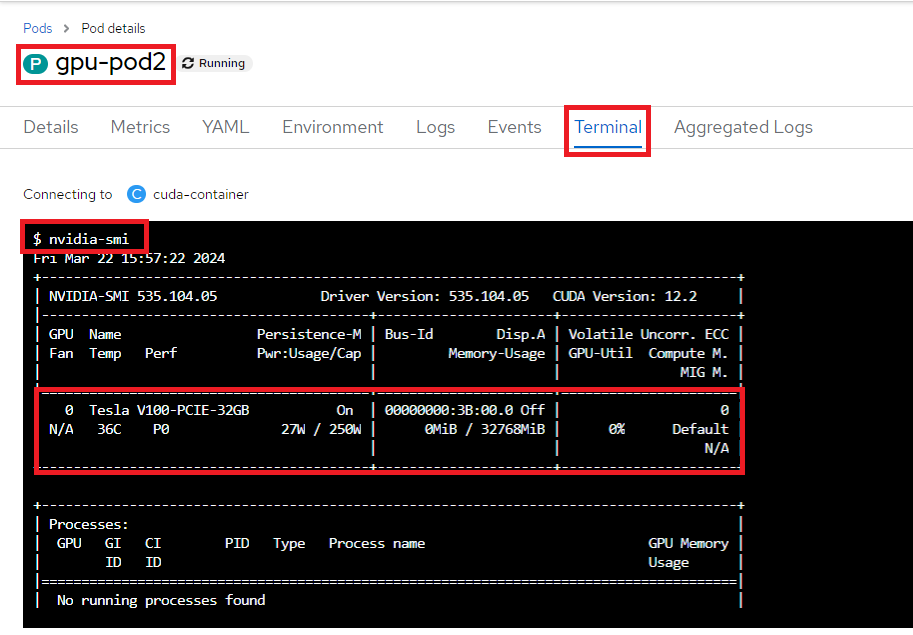 Pods > Pod details
P gpu-pod2 Running
Details Metrics YAML Environment Logs Events Terminal Aggregated Logs
Connecting to C cuda-container
$ nvidia-smi
Fri Mar 22 15:57:22 2024
+-----------------------------------------------------------------------------------------+
| NVIDIA-SMI 535.104.05 Driver Version: 535.104.05 CUDA Version: 12.2 |
|-----------------------------------------+----------------------+----------------------+
| GPU Name Persistence-M | Bus-Id Disp.A | Volatile Uncorr. ECC |
| Fan Temp Perf Pwr:Usage/Cap | Memory-Usage | GPU-Util Compute M. |
| | | MIG M. |
|=========================================+======================+======================|
| 0 Tesla V100-PCIE-32GB On | 00000000:3B:00.0 Off | 0 |
| N/A 36C P0 27W / 250W | 0MiB / 32768MiB | 0% Default |
| | | N/A |
+-----------------------------------------+----------------------+----------------------+
+---------------------------------------------------------------------------------------+
| Processes: |
| GPU GI CI PID Type Process name GPU Memory |
| ID ID Usage |
|=======================================================================================|
| No running processes found |